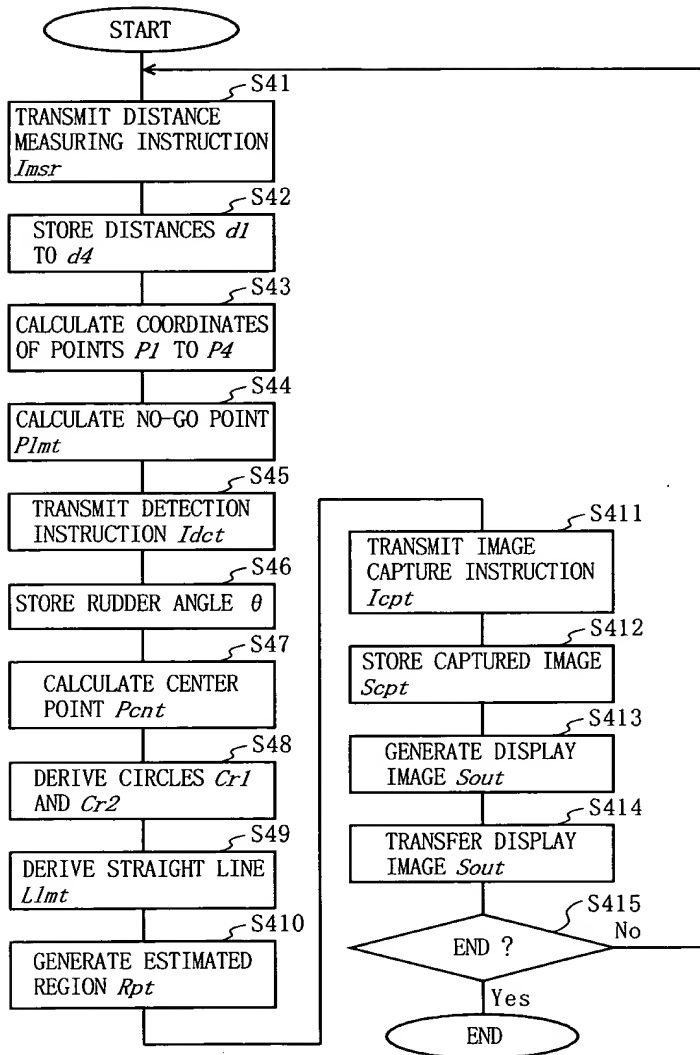 START
S41
TRANSMIT DISTANCE
MEASURING INSTRUCTION
Imsr
S42
STORE DISTANCES d1
TO d4
S43
CALCULATE COORDINATES
OF POINTS P1 TO P4
S44
CALCULATE NO-GO POINT
Plmt
S45
TRANSMIT DETECTION
INSTRUCTION Idct
S46
STORE RUDDER ANGLE θ
S47
CALCULATE CENTER
POINT Pcnt
S48
DERIVE CIRCLES Cr1
AND Cr2
S49
DERIVE STRAIGHT LINE
Llmt
S410
GENERATE ESTIMATED
REGION Rpt
S411
TRANSMIT IMAGE
CAPTURE INSTRUCTION
Icpt
S412
STORE CAPTURED IMAGE
Scpt
S413
GENERATE DISPLAY
IMAGE Sout
S414
TRANSFER DISPLAY
IMAGE Sout
S415
END ?
No
Yes
END